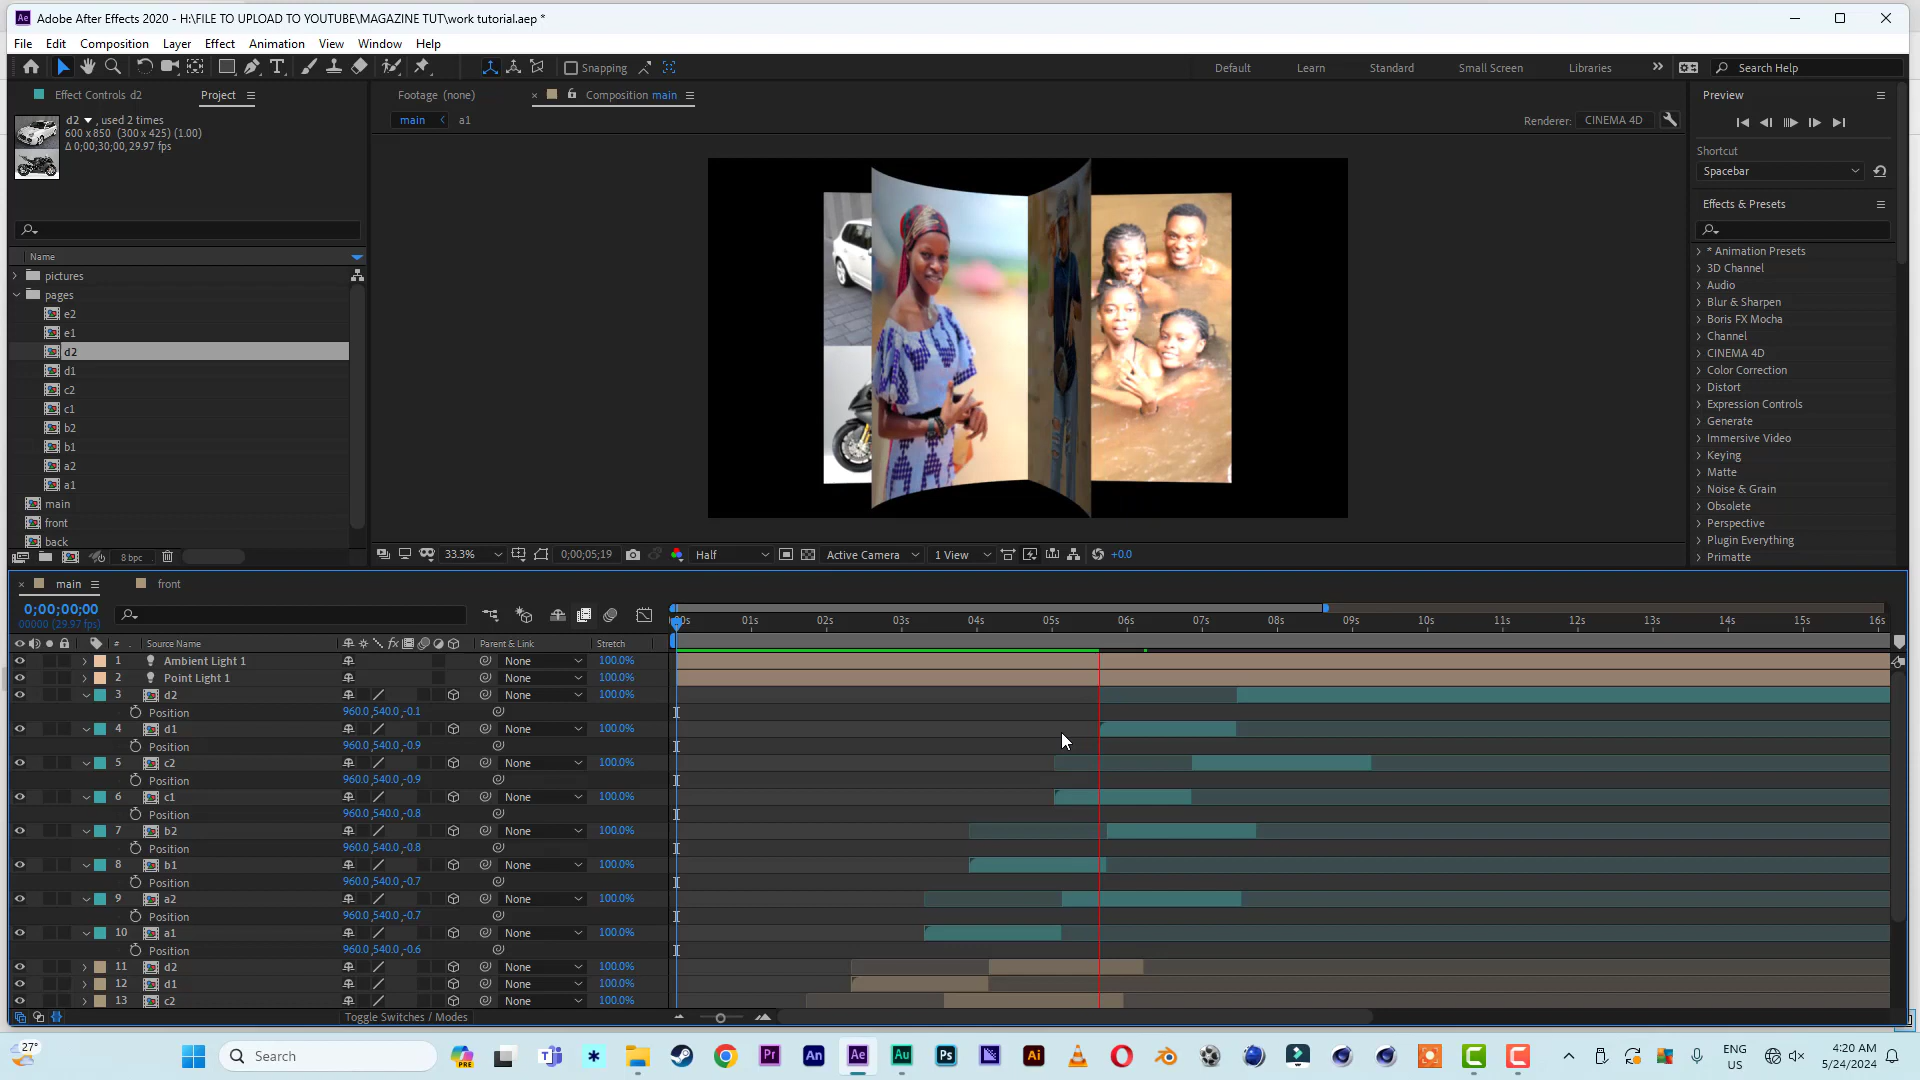 Adobe After Effects 2020 - H:\FILE TO UPLOAD TO YOUTUBE\MAGAZINE TUT\work tutorial.aep *
File Edit Composition Layer Effect Animation View Window Help
Snapping Default Learn Standard Small Screen Libraries Search Help
Effect Controls d2 Project
d2 , used 2 times
600 x 850 (300 x 425) (1.00)
Δ 0;00;30;00, 29.97 fps
Name
pictures
pages
e2
e1
d2
d1
c2
c1
b2
b1
a2
a1
main
front
back
8 bpc
Footage (none) Composition main
main a1
Renderer: CINEMA 4D
33.3% 0;00;05;19 Half Active Camera 1 View +0.0
Preview
Shortcut
Spacebar
Effects & Presets
* Animation Presets
3D Channel
Audio
Blur & Sharpen
Boris FX Mocha
Channel
CINEMA 4D
Color Correction
Distort
Expression Controls
Generate
Immersive Video
Keying
Matte
Noise & Grain
Obsolete
Perspective
Plugin Everything
Primatte
main front
0;00;00;00
00000 (29.97 fps)
:00s 01s 02s 03s 04s 05s 06s 07s 08s 09s 10s 11s 12s 13s 14s 15s 16s
# Source Name fx Parent & Link Stretch
1 Ambient Light 1 None 100.0%
2 Point Light 1 None 100.0%
3 d2 None 100.0%
Position 960.0,540.0,-0.1
4 d1 None 100.0%
Position 960.0,540.0,-0.9
5 c2 None 100.0%
Position 960.0,540.0,-0.9
6 c1 None 100.0%
Position 960.0,540.0,-0.8
7 b2 None 100.0%
Position 960.0,540.0,-0.8
8 b1 None 100.0%
Position 960.0,540.0,-0.7
9 a2 None 100.0%
Position 960.0,540.0,-0.7
10 a1 None 100.0%
Position 960.0,540.0,-0.6
11 d2 None 100.0%
12 d1 None 100.0%
13 c2 None 100.0%
Toggle Switches / Modes
27° Search PRE Pr An Ae Au Ps Ai ENG 4:20 AM
US 5/24/2024